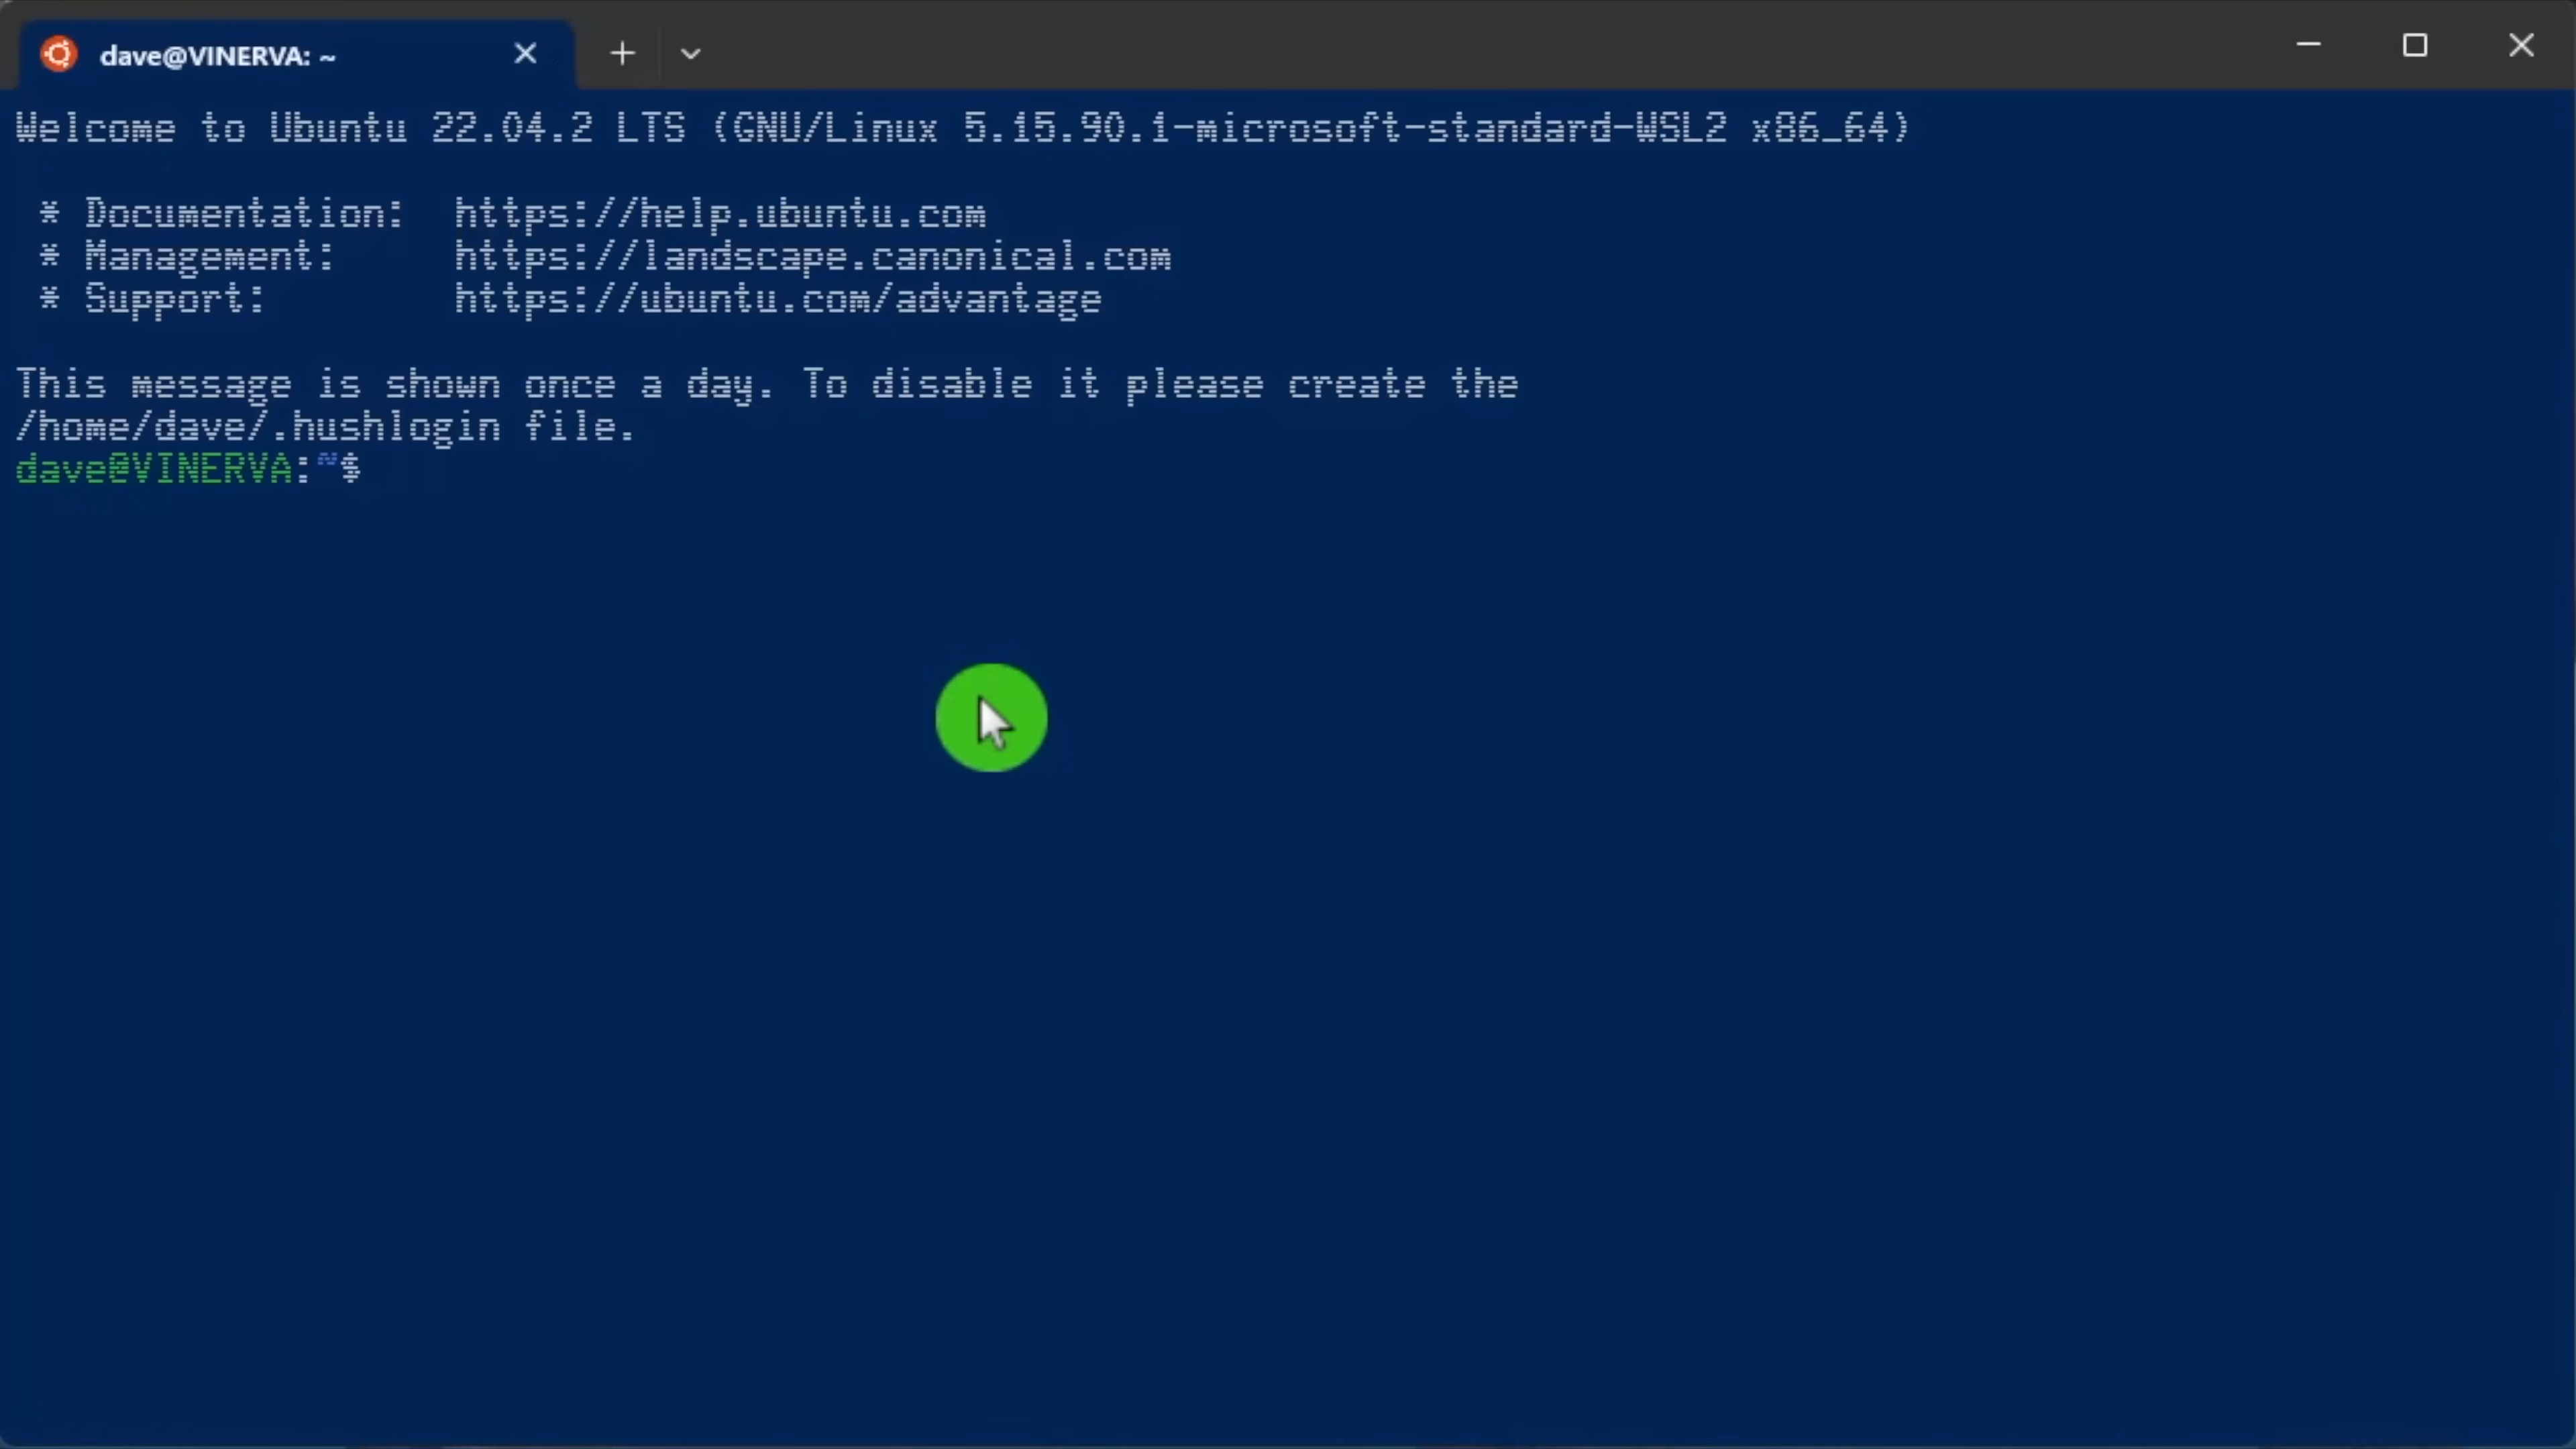 dave@VINERVA: ~
Welcome to Ubuntu 22.04.2 LTS (GNU/Linux 5.15.90.1-microsoft-standard-WSL2 x86_64)
* Documentation:  https://help.ubuntu.com
* Management:     https://landscape.canonical.com
* Support:        https://ubuntu.com/advantage
This message is shown once a day. To disable it please create the
/home/dave/.hushlogin file.
dave@VINERVA:~$